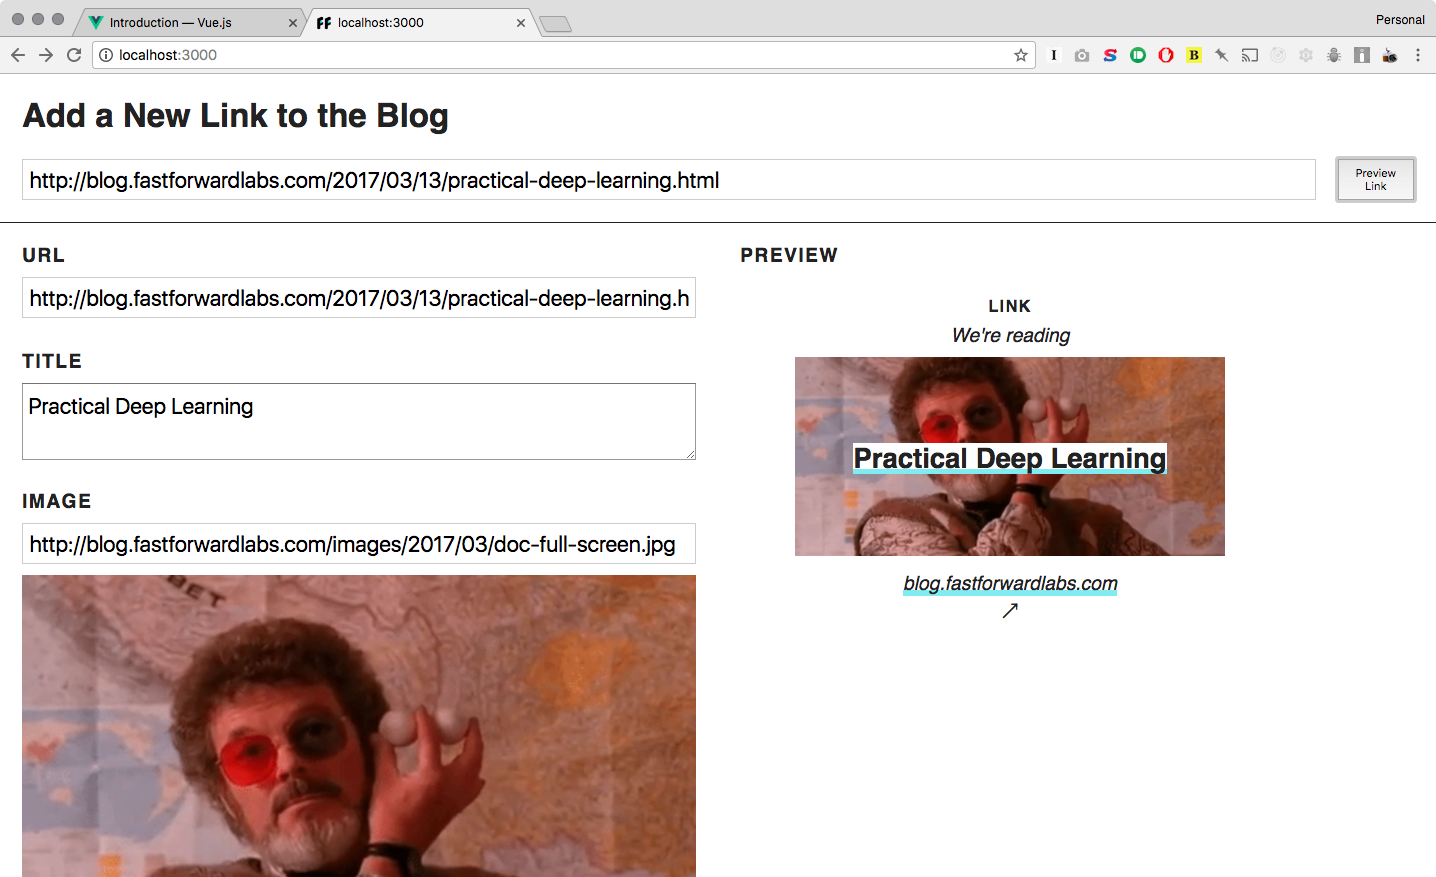 Introduction — Vue.js
FF localhost:3000
Personal
localhost:3000
Add a New Link to the Blog
http://blog.fastforwardlabs.com/2017/03/13/practical-deep-learning.html
Preview
Link
URL
http://blog.fastforwardlabs.com/2017/03/13/practical-deep-learning.h
TITLE
Practical Deep Learning
IMAGE
http://blog.fastforwardlabs.com/images/2017/03/doc-full-screen.jpg
PREVIEW
LINK
We're reading
Practical Deep Learning
blog.fastforwardlabs.com